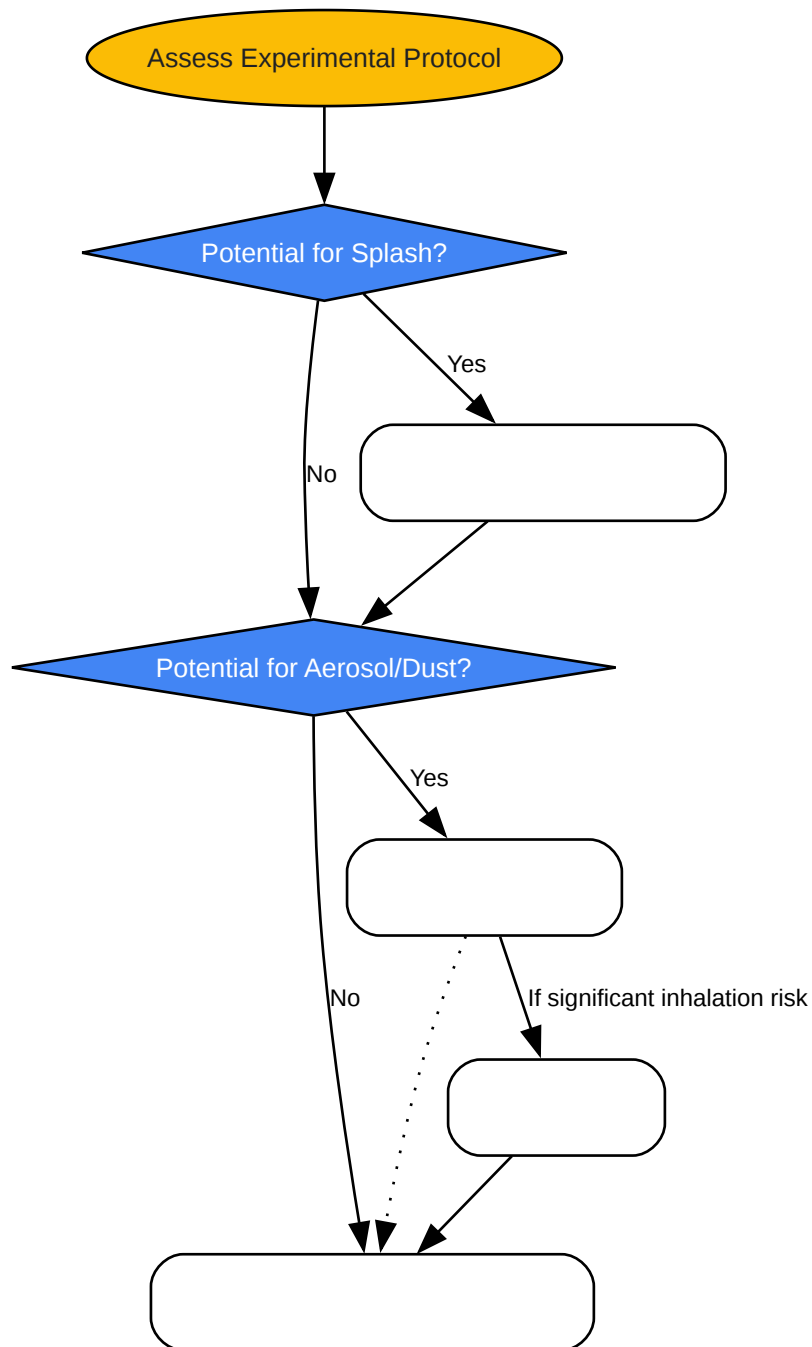 Assess Experimental Protocol
Potential for Splash?
Yes
No
Potential for Aerosol/Dust?
Yes
No
If significant inhalation risk